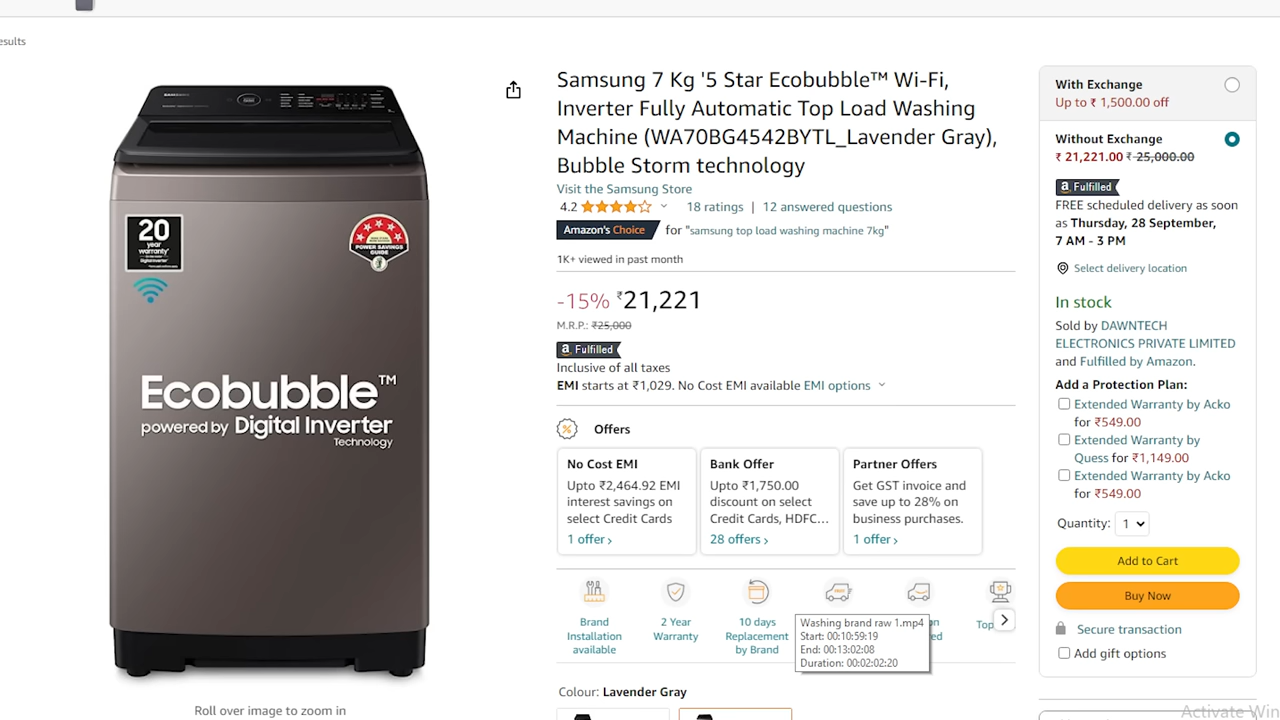 esults
Samsung 7 Kg '5 Star Ecobubble™ Wi-Fi,
Inverter Fully Automatic Top Load Washing
Machine (WA70BG4542BYTL_Lavender Gray),
Bubble Storm technology
Visit the Samsung Store
4.2
18 ratings | 12 answered questions
Amazon's Choice for "samsung top load washing machine 7kg"
1K+ viewed in past month
-15% ₹21,221
M.R.P.: ₹25,000
a Fulfilled
Inclusive of all taxes
EMI starts at ₹1,029. No Cost EMI available EMI options
Offers
No Cost EMI
Upto ₹2,464.92 EMI
interest savings on
select Credit Cards
1 offer ›
Bank Offer
Upto ₹1,750.00
discount on select
Credit Cards, HDFC...
28 offers ›
Partner Offers
Get GST invoice and
save up to 28% on
business purchases.
1 offer ›
Brand
Installation
available
2 Year
Warranty
10 days
Replacement
by Brand
Top
Washing brand raw 1.mp4
Start: 00:10:59:19
End: 00:13:02:08
Duration: 00:02:02:20
Colour: Lavender Gray
SAMSUNG
20
year
warranty*
POWER SAVINGS
GUIDE
Ecobubble™
powered by Digital Inverter
Technology
Roll over image to zoom in
With Exchange
Up to ₹ 1,500.00 off
Without Exchange
₹ 21,221.00 ₹ 25,000.00
a Fulfilled
FREE scheduled delivery as soon
as Thursday, 28 September,
7 AM - 3 PM
Select delivery location
In stock
Sold by DAWNTECH
ELECTRONICS PRIVATE LIMITED
and Fulfilled by Amazon.
Add a Protection Plan:
Extended Warranty by Acko
for ₹549.00
Extended Warranty by
Quess for ₹1,149.00
Extended Warranty by Acko
for ₹549.00
Quantity: 1
Add to Cart
Buy Now
Secure transaction
Add gift options
Activate Win